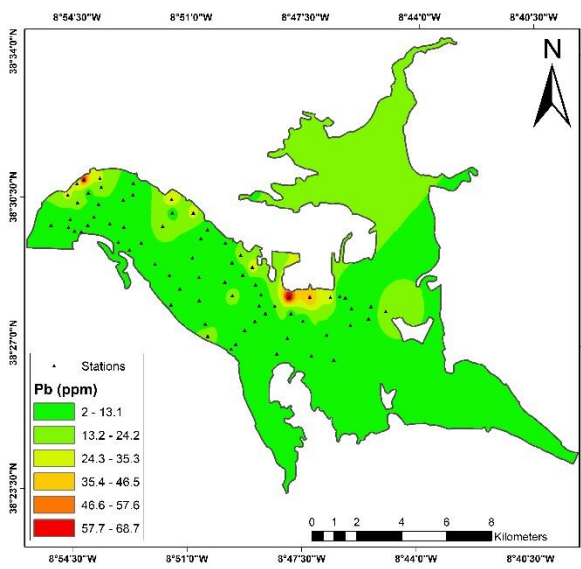 8°54'30"W 8°51'0"W 8°47'30"W 8°44'0"W 8°40'30"W
N
38°34'0"N
38°30'30"N
38°27'0"N
38°23'30"N
Stations
Pb (ppm)
2 - 13.1
13.2 - 24.2
24.3 - 35.3
35.4 - 46.5
46.6 - 57.6
57.7 - 68.7
0 1 2 4 6 8
Kilometers
8°54'30"W 8°51'0"W 8°47'30"W 8°44'0"W 8°40'30"W